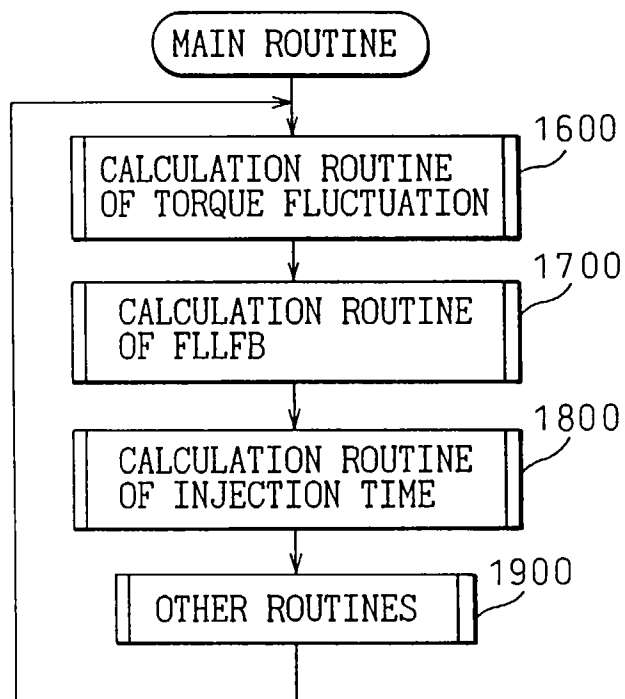 MAIN ROUTINE
1600
CALCULATION ROUTINE
OF TORQUE FLUCTUATION
1700
CALCULATION ROUTINE
OF FLLFB
1800
CALCULATION ROUTINE
OF INJECTION TIME
1900
OTHER ROUTINES